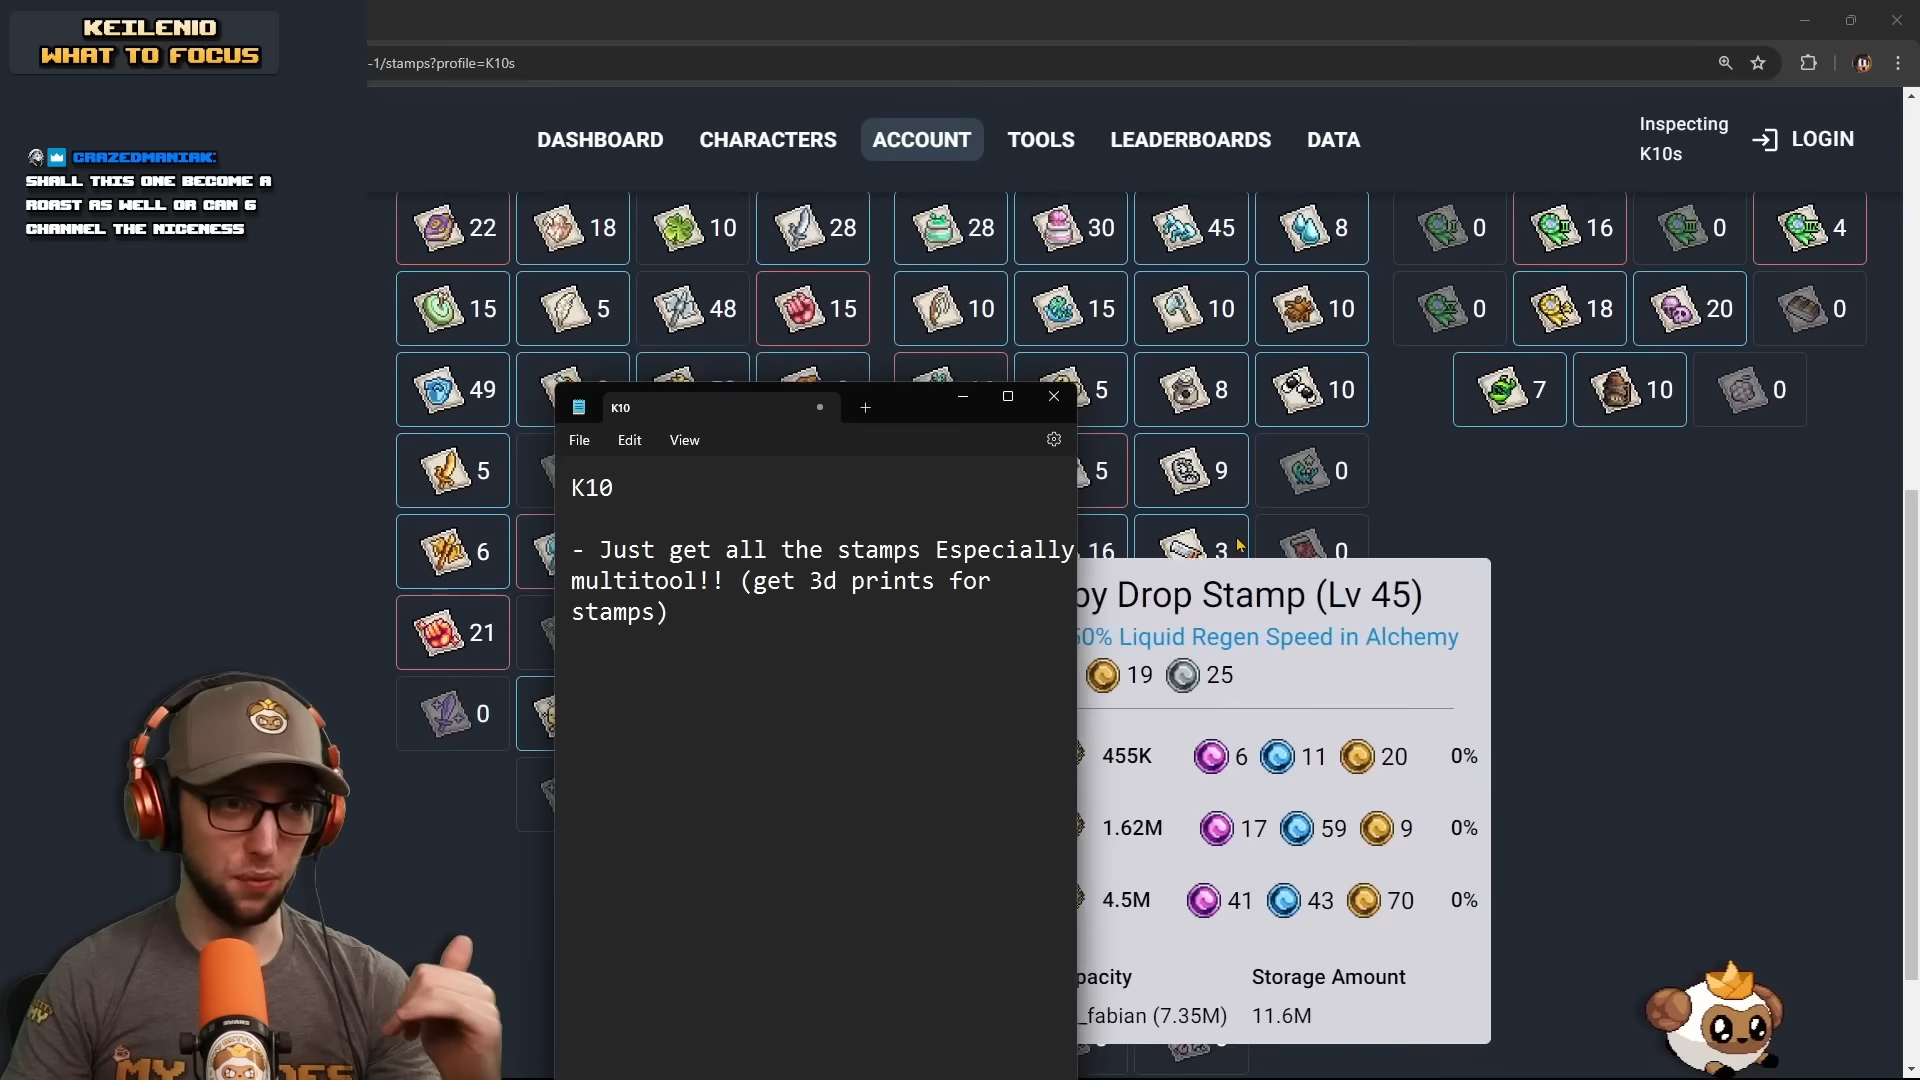 KEILENIO
WHAT TO FOCUS
-1/stamps?profile=K10s
DASHBOARD CHARACTERS ACCOUNT TOOLS LEADERBOARDS DATA
Inspecting
K10s
LOGIN
CRAZEDMANIAK:
SHALL THIS ONE BECOME A
ROAST AS WELL OR CAN G
CHANNEL THE NICENESS
22 18 10 28 28 30 45 8 0 16 0 4
15 5 48 15 10 15 10 10 0 18 20 0
49 5 8 10 7 10 0
5 5 9 0
6 16 3 0
21
0
K10
File Edit View
K10
- Just get all the stamps Especially
multitool!! (get 3d prints for
stamps)
by Drop Stamp (Lv 45)
50% Liquid Regen Speed in Alchemy
19 25
455K 6 11 20 0%
1.62M 17 59 9 0%
4.5M 41 43 70 0%
pacity Storage Amount
_fabian (7.35M) 11.6M